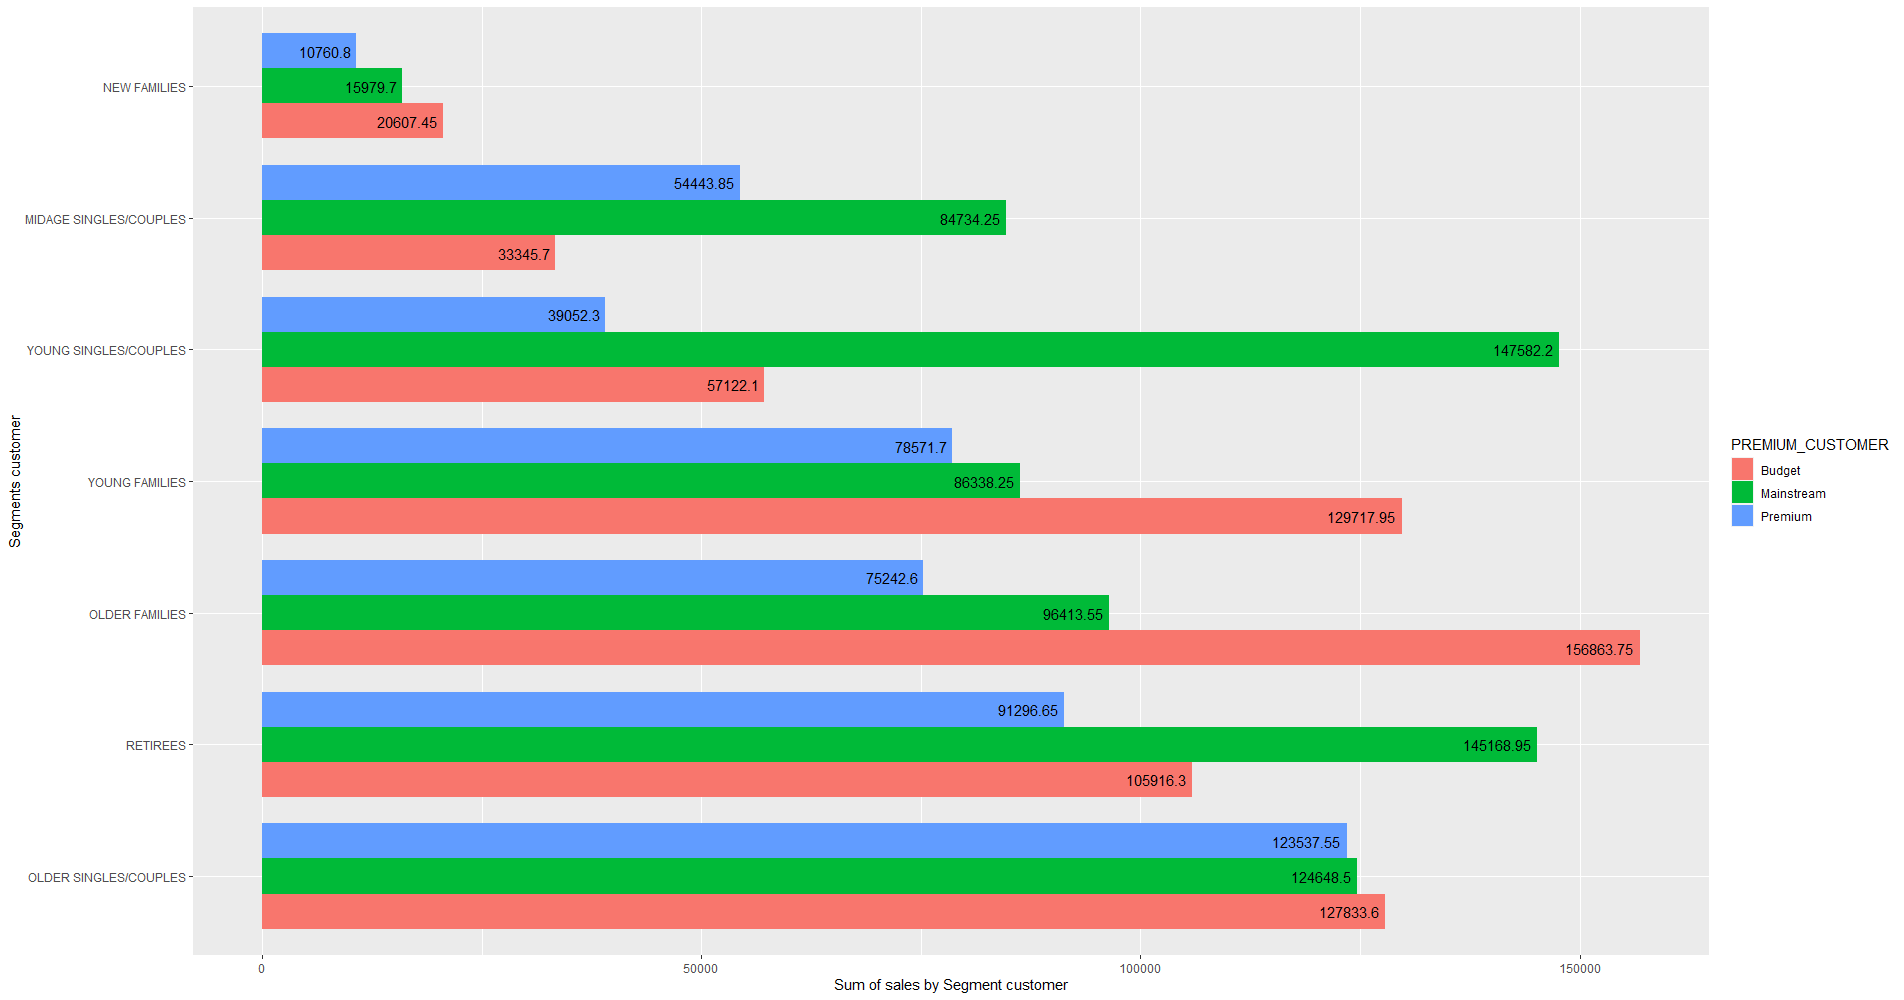 NEW FAMILIES
10760.8
15979.7
20607.45
MIDAGE SINGLES/COUPLES
54443.85
84734.25
33345.7
YOUNG SINGLES/COUPLES
39052.3
147582.2
57122.1
YOUNG FAMILIES
78571.7
86338.25
129717.95
OLDER FAMILIES
75242.6
96413.55
156863.75
RETIREES
91296.65
145168.95
105916.3
OLDER SINGLES/COUPLES
123537.55
124648.5
127833.6
Segments customer
0
50000
100000
150000
Sum of sales by Segment customer
PREMIUM_CUSTOMER
Budget
Mainstream
Premium